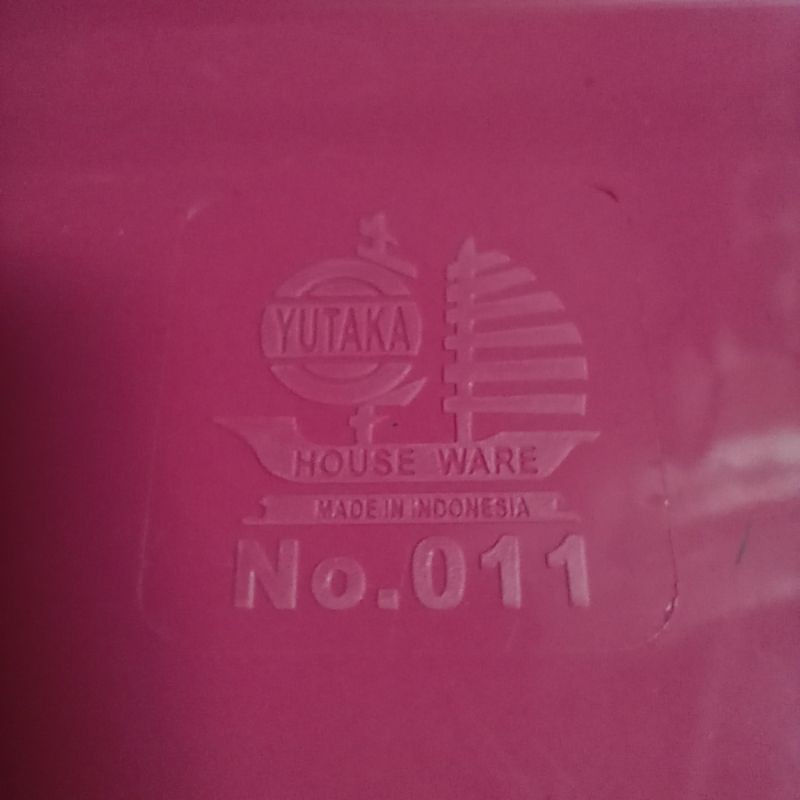 YUTAKA
HOUSE WARE
MADE IN INDONESIA
No.011